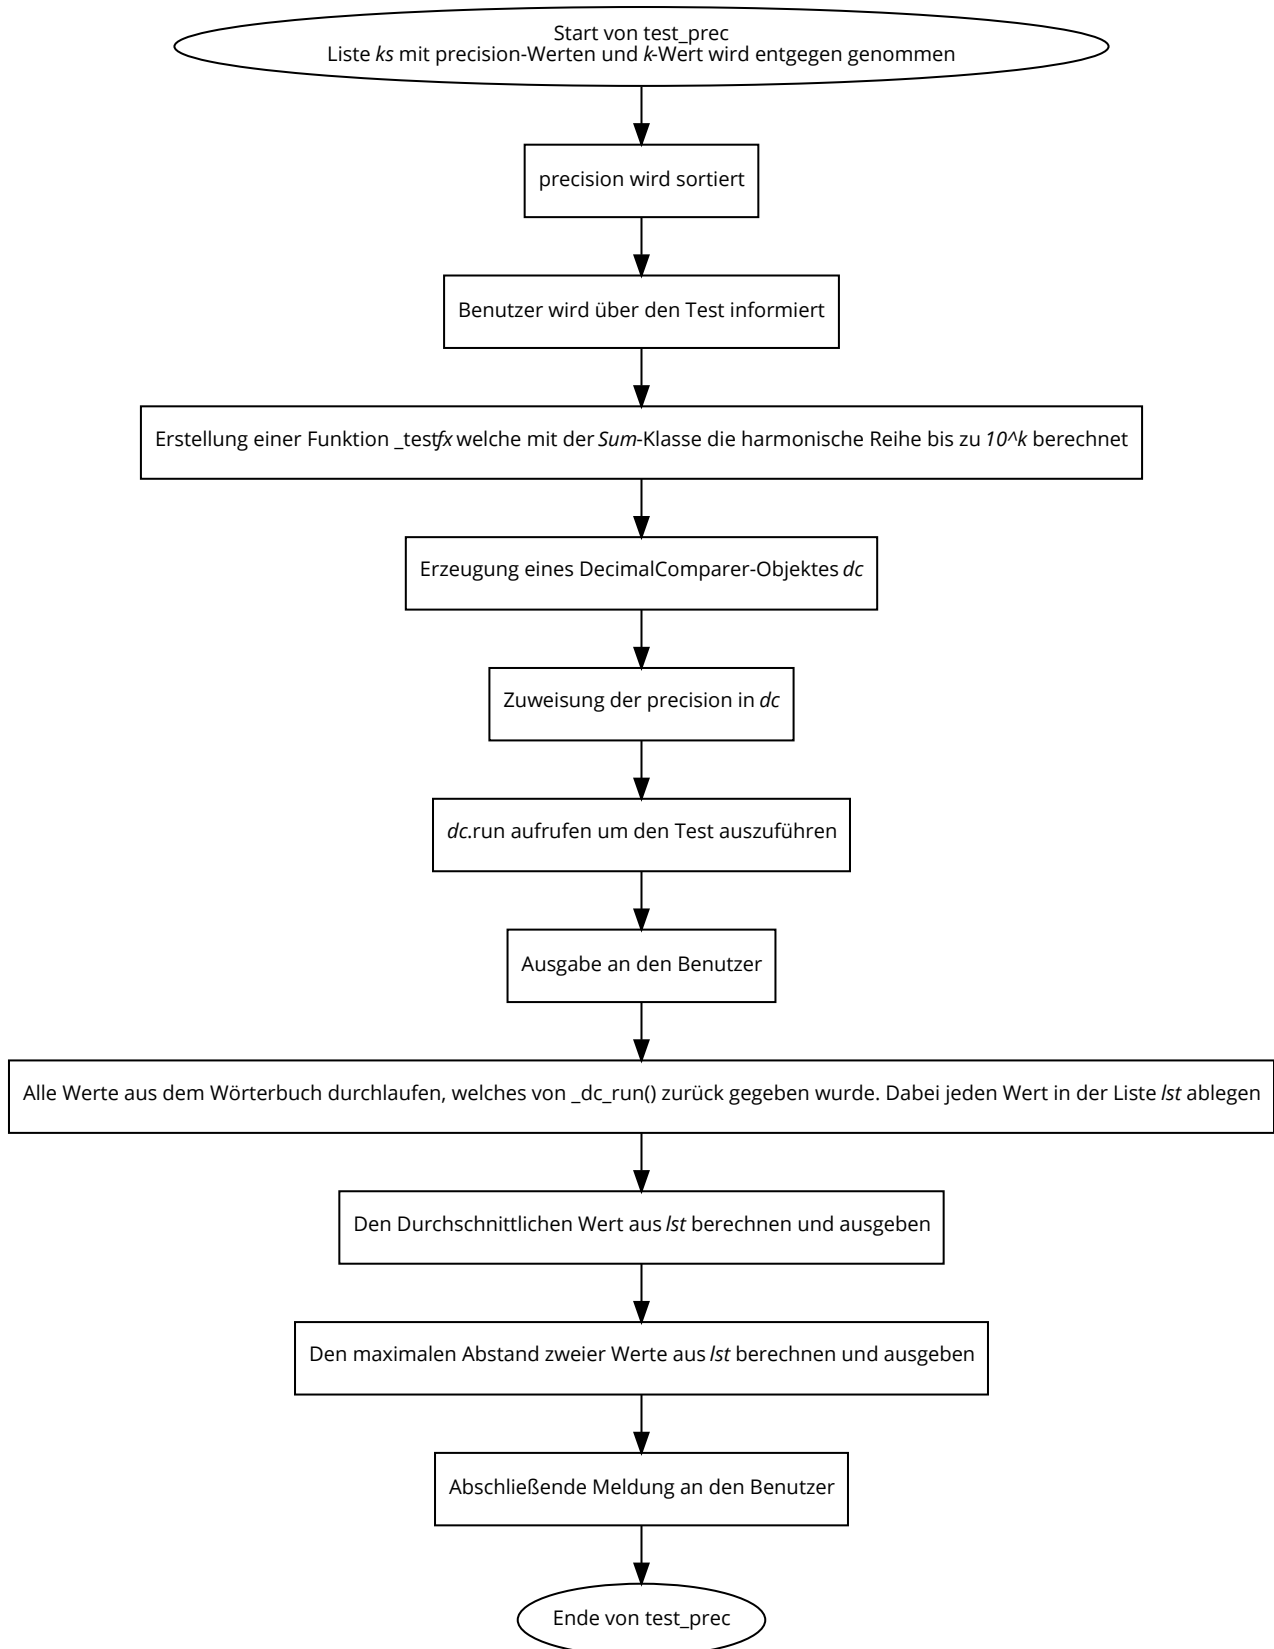 Start von test_prec
Liste ks mit precision-Werten und k-Wert wird entgegen genommen
precision wird sortiert
Benutzer wird über den Test informiert
Erstellung einer Funktion _testfx welche mit der Sum-Klasse die harmonische Reihe bis zu 10^k berechnet
Erzeugung eines DecimalComparer-Objektes dc
Zuweisung der precision in dc
dc.run aufrufen um den Test auszuführen
Ausgabe an den Benutzer
Alle Werte aus dem Wörterbuch durchlaufen, welches von _dc_run() zurück gegeben wurde. Dabei jeden Wert in der Liste lst ablegen
Den Durchschnittlichen Wert aus lst berechnen und ausgeben
Den maximalen Abstand zweier Werte aus lst berechnen und ausgeben
Abschließende Meldung an den Benutzer
Ende von test_prec